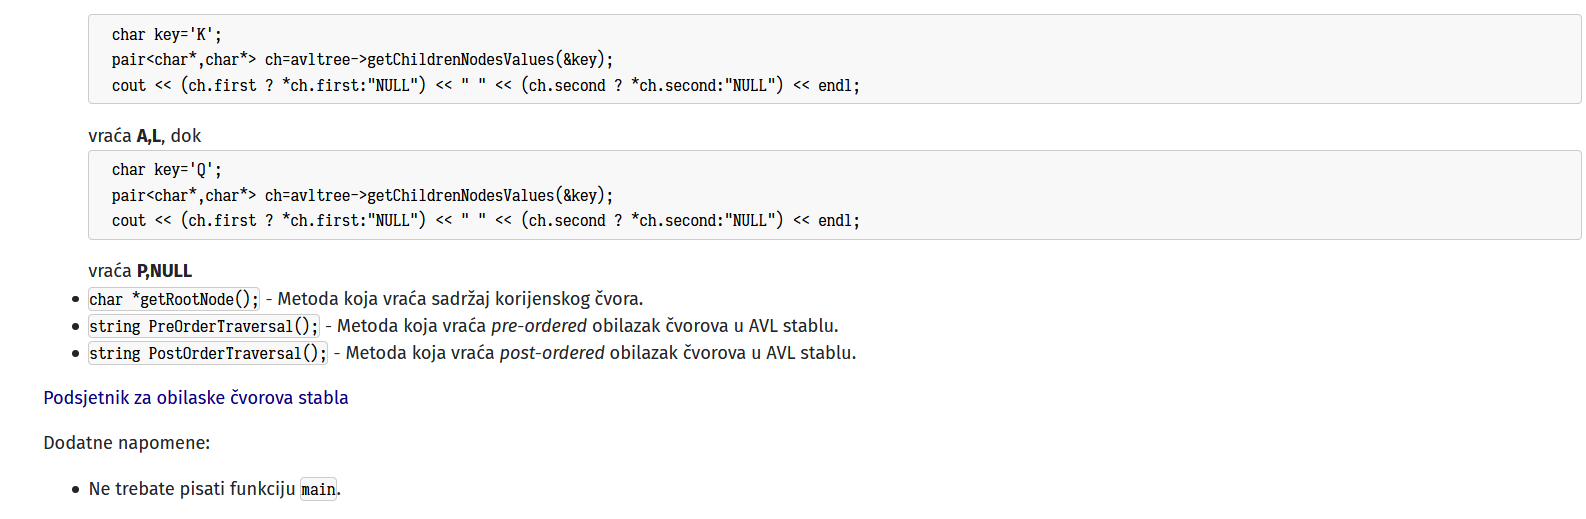 char key='K';
pair<char*,char*> ch=avltree->getChildrenNodesValues(&key);
cout << (ch.first ? *ch.first:"NULL") << " " << (ch.second ? *ch.second:"NULL") << endl;
vraća A,L, dok
char key='Q';
pair<char*,char*> ch=avltree->getChildrenNodesValues(&key);
cout << (ch.first ? *ch.first:"NULL") << " " << (ch.second ? *ch.second:"NULL") << endl;
vraća P,NULL
• char *getRootNode(); - Metoda koja vraća sadržaj korijenskog čvora.
• string PreOrderTraversal(); - Metoda koja vraća pre-ordered obilazak čvorova u AVL stablu.
• string PostOrderTraversal(); - Metoda koja vraća post-ordered obilazak čvorova u AVL stablu.
Podsjetnik za obilaske čvorova stabla
Dodatne napomene:
• Ne trebate pisati funkciju main.